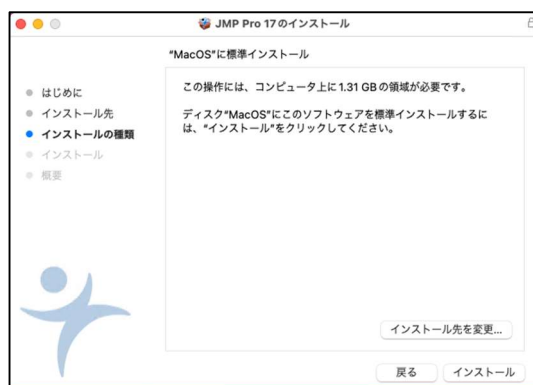 JMP Pro 17のインストール
“MacOS”に標準インストール
はじめに
インストール先
インストールの種類
インストール
概要
この操作には、コンピュータ上に1.31 GBの領域が必要です。
ディスク“MacOS”にこのソフトウェアを標準インストールするに
は、“インストール”をクリックしてください。
インストール先を変更...
戻る
インストール